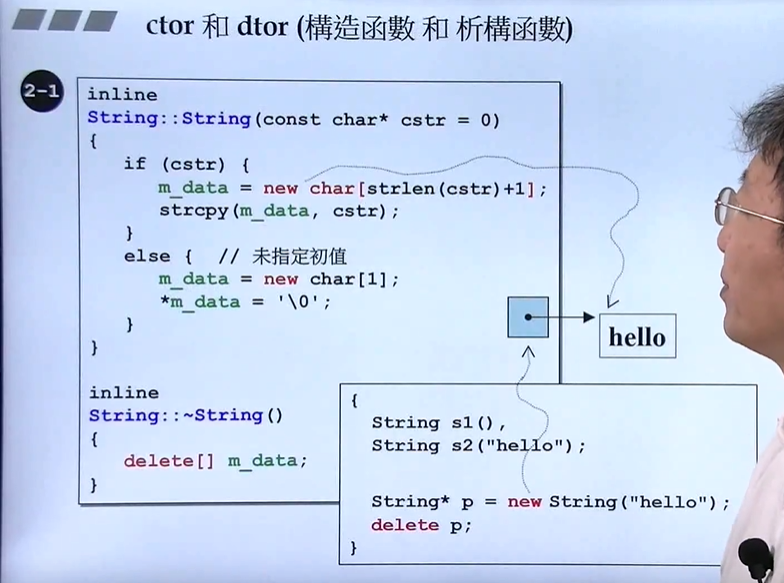 ctor 和 dtor (構造函數 和 析構函數)
2-1
inline
String::String(const char* cstr = 0)
{
if (cstr) {
m_data = new char[strlen(cstr)+1];
strcpy(m_data, cstr);
}
else { // 未指定初值
m_data = new char[1];
*m_data = '\0';
}
}
hello
inline
String::~String()
{
delete[] m_data;
}
{
String s1(),
String s2("hello");
String* p = new String("hello");
delete p;
}